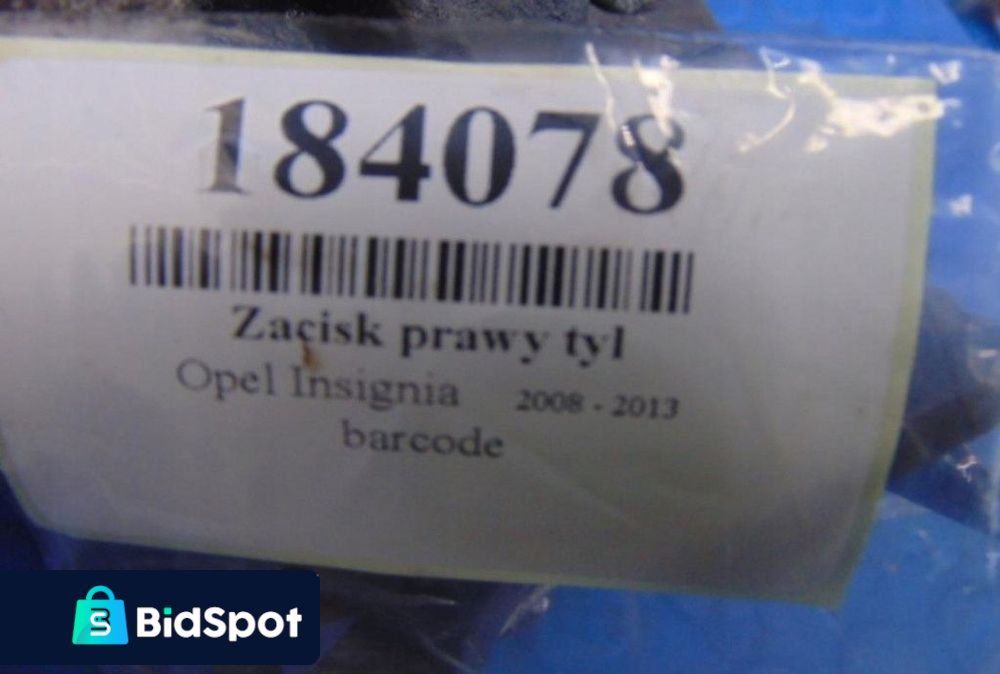 184078
Zacisk prawy tyl
Opel Insignia 2008 - 2013
barcode
BidSpot